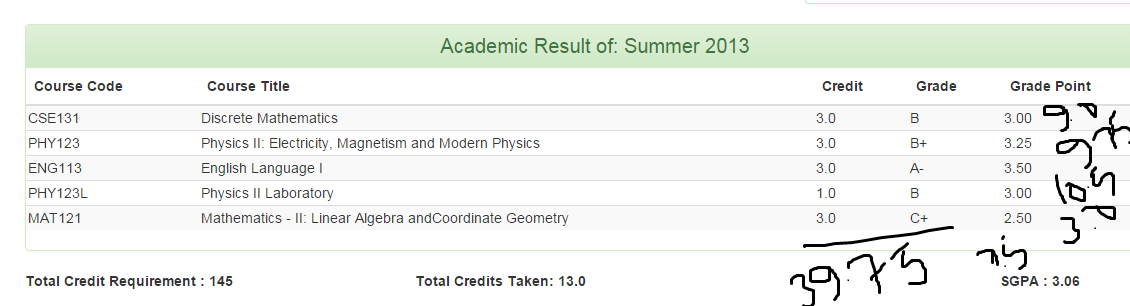 Academic Result of: Summer 2013
Course Code Course Title Credit Grade Grade Point
CSE131 Discrete Mathematics 3.0 B 3.00 9.0
PHY123 Physics II: Electricity, Magnetism and Modern Physics 3.0 B+ 3.25 9.75
ENG113 English Language I 3.0 A- 3.50 10.5
PHY123L Physics II Laboratory 1.0 B 3.00 3.0
MAT121 Mathematics - II: Linear Algebra andCoordinate Geometry 3.0 C+ 2.50 7.5
39.75
Total Credit Requirement : 145 Total Credits Taken: 13.0 SGPA : 3.06